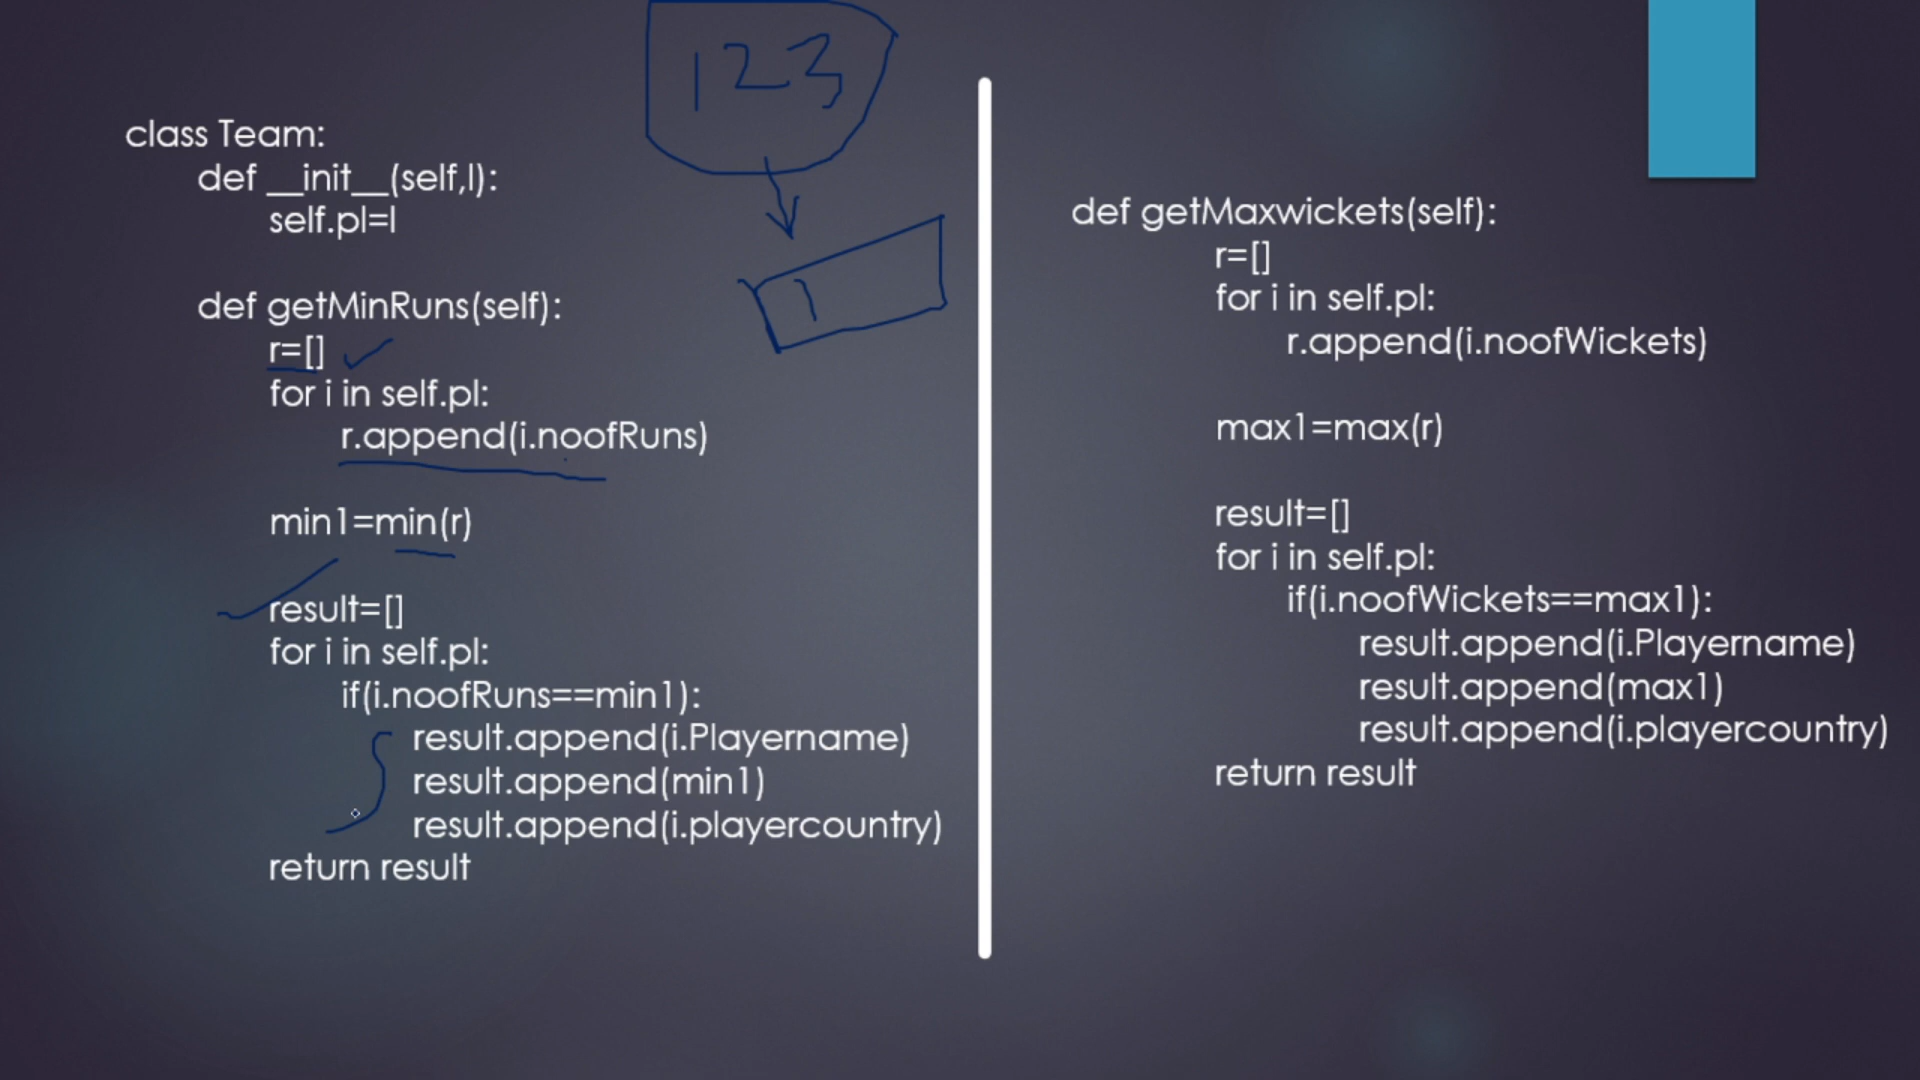 123
1
class Team:
def __init__(self,l):
self.pl=l
def getMinRuns(self):
r=[]
for i in self.pl:
r.append(i.noofRuns)
min1=min(r)
result=[]
for i in self.pl:
if(i.noofRuns==min1):
result.append(i.Playername)
result.append(min1)
result.append(i.playercountry)
return result
def getMaxwickets(self):
r=[]
for i in self.pl:
r.append(i.noofWickets)
max1=max(r)
result=[]
for i in self.pl:
if(i.noofWickets==max1):
result.append(i.Playername)
result.append(max1)
result.append(i.playercountry)
return result